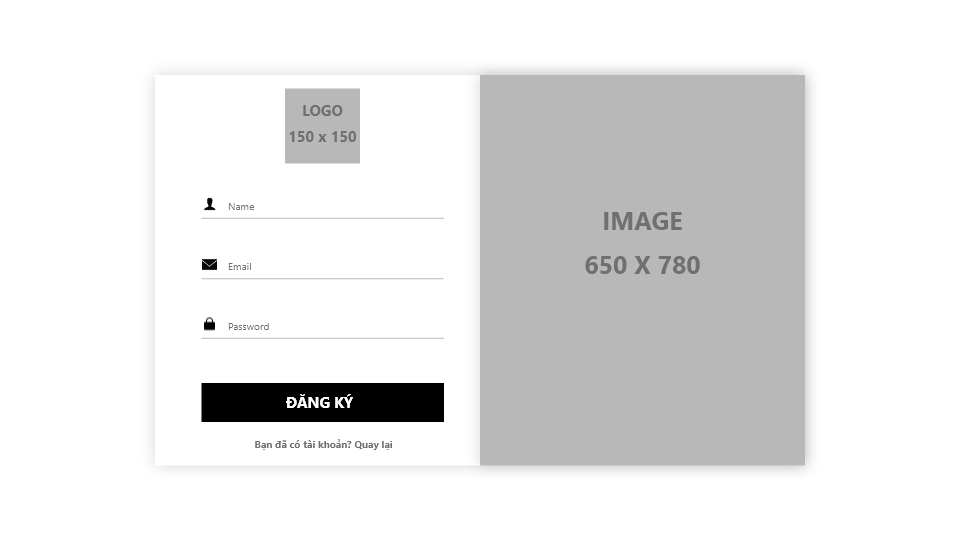 LOGO
150 x 150
Name
Email
Password
ĐĂNG KÝ
Bạn đã có tài khoản? Quay lại
IMAGE
650 X 780